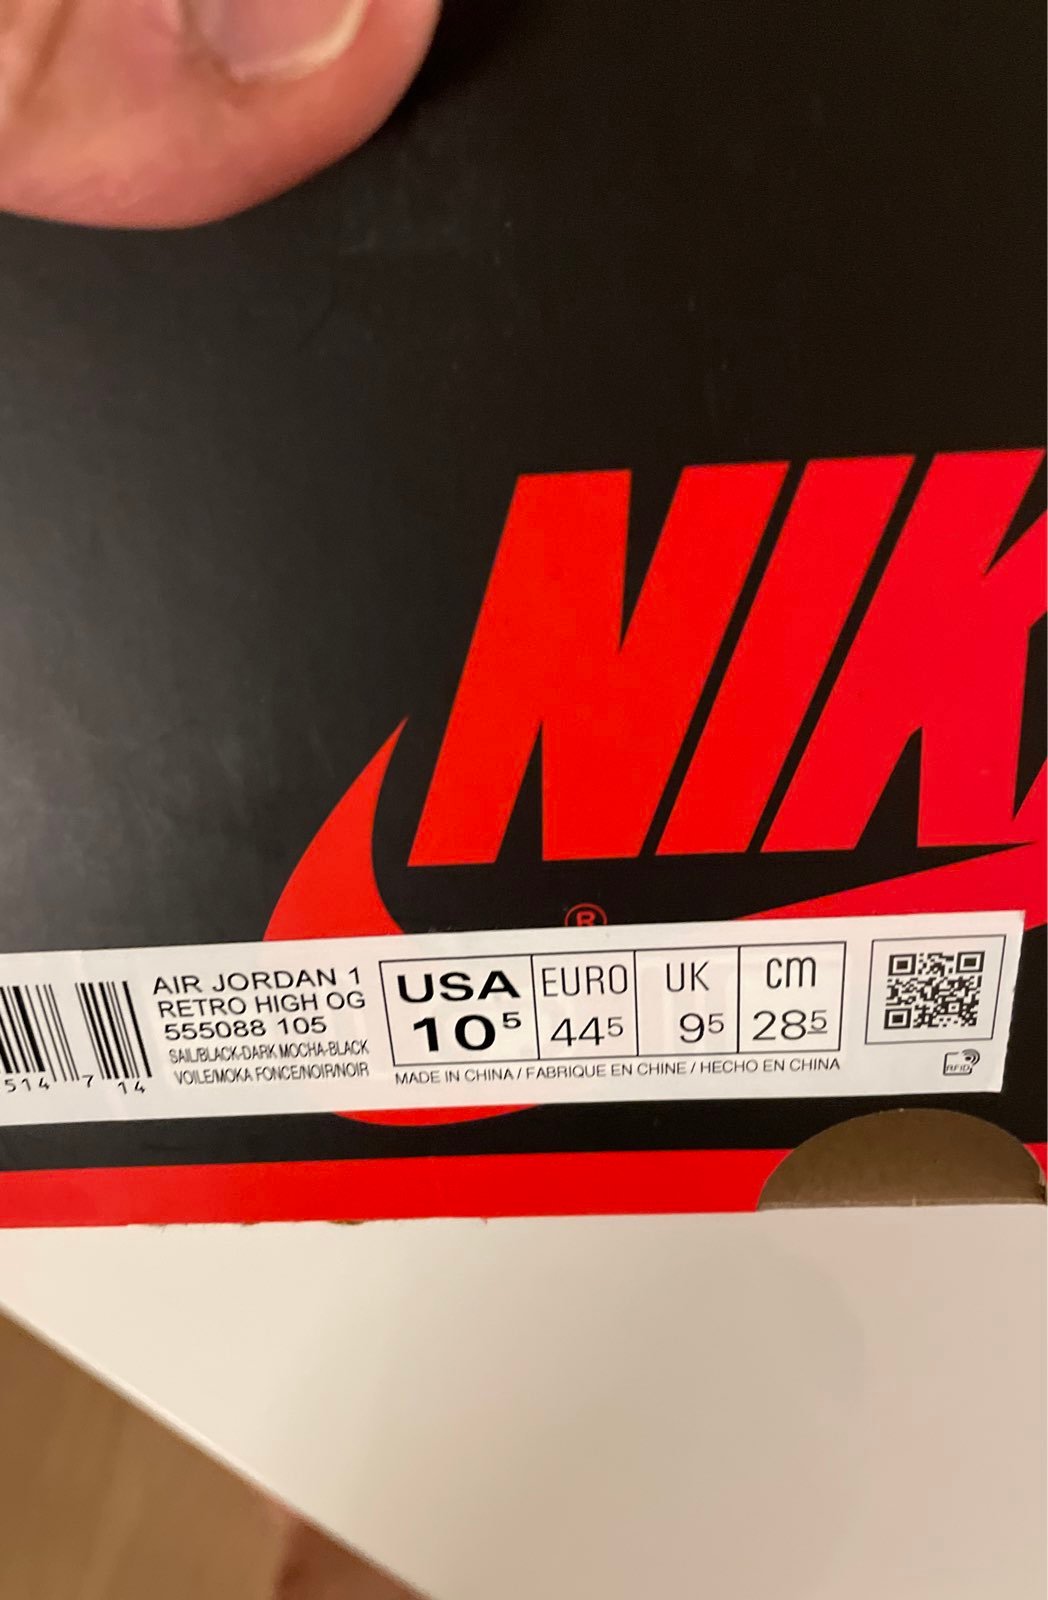 NIK
®
AIR JORDAN 1
RETRO HIGH OG
555088 105
SAIL/BLACK-DARK MOCHA-BLACK
VOILE/MOKA FONCE/NOIR/NOIR
514 7 14
USA EURO UK cm
10⁵ 44⁵ 9⁵ 28⁵
MADE IN CHINA / FABRIQUE EN CHINE / HECHO EN CHINA
RFID